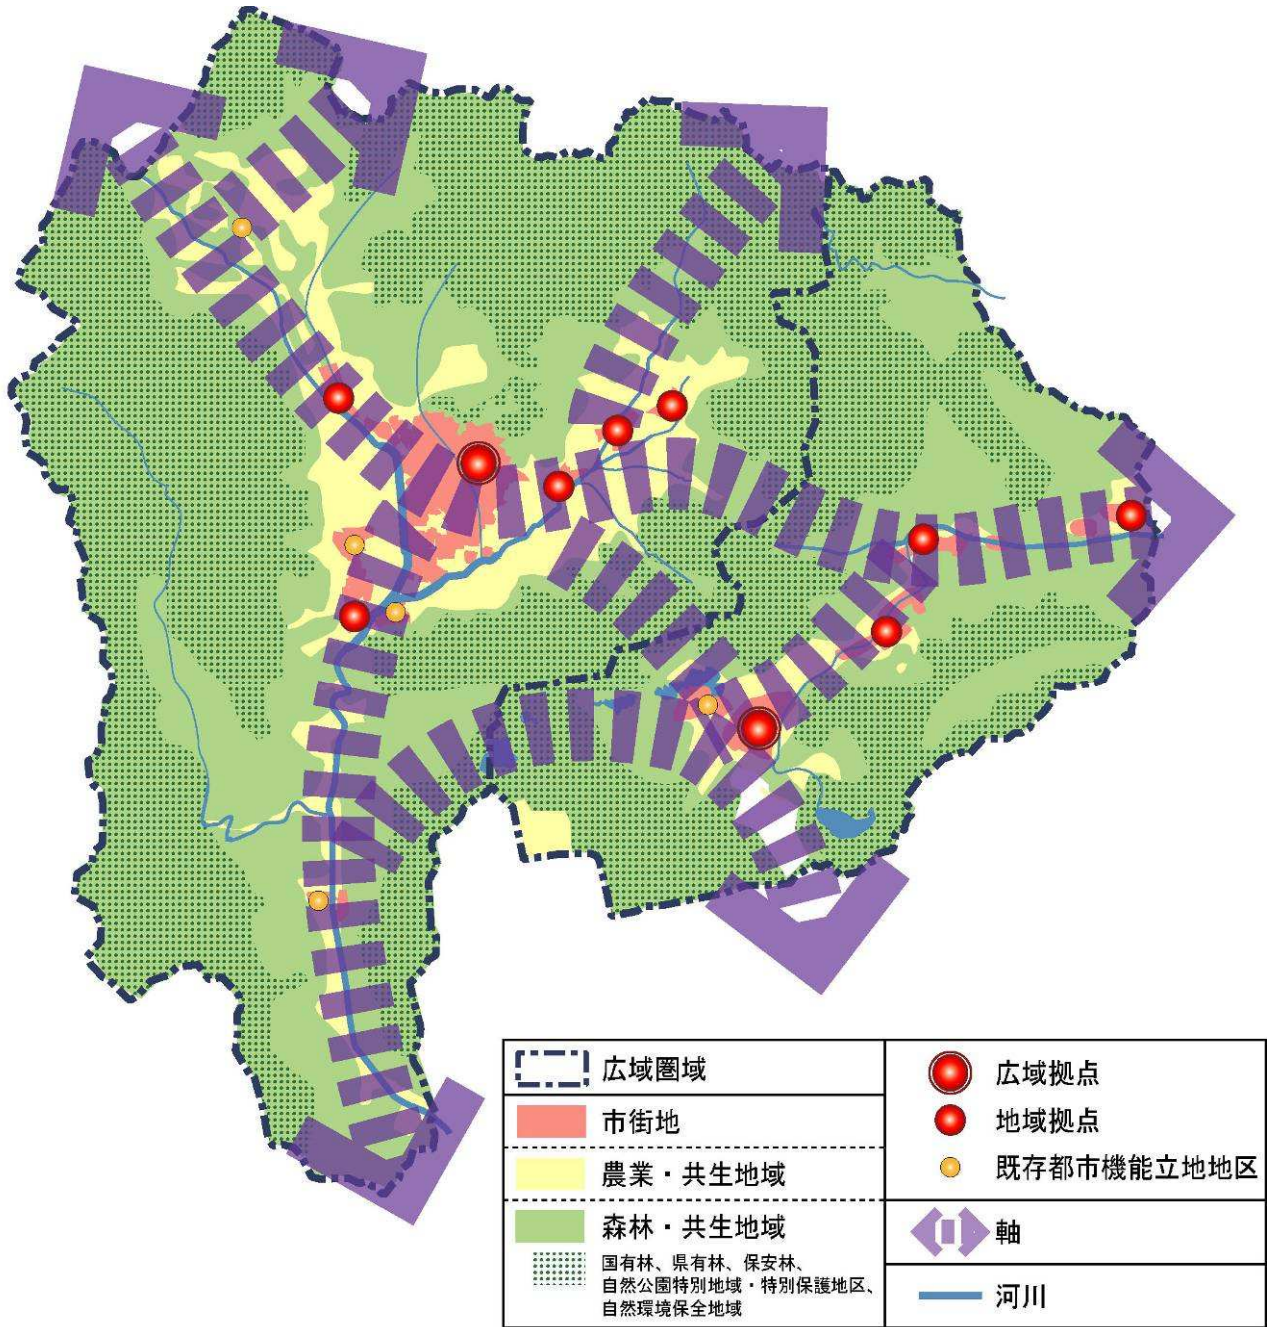 広域圏域
市街地
農業・共生地域
森林・共生地域
国有林、県有林、保安林、
自然公園特別地域・特別保護地区、
自然環境保全地域
広域拠点
地域拠点
既存都市機能立地地区
軸
河川